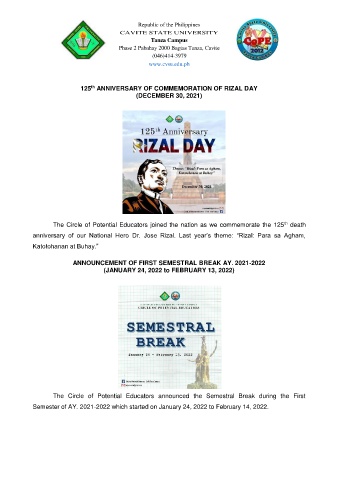 Republic of the Philippines
CAVITE STATE UNIVERSITY
Tanza Campus
Phase 2 Pabahay 2000 Bagtas Tanza, Cavite
(046)414-3979
www.cvsu.edu.ph
CoPE
2012
125th ANNIVERSARY OF COMMEMORATION OF RIZAL DAY
(DECEMBER 30, 2021)
125th Anniversary
RIZAL DAY
Theme: "Rizal: Para sa Agham,
Katotohanan at Buhay"
December 30, 2021
The Circle of Potential Educators joined the nation as we commemorate the 125th death
anniversary of our National Hero Dr. Jose Rizal. Last year's theme: "Rizal: Para sa Agham,
Katotohanan at Buhay."
ANNOUNCEMENT OF FIRST SEMESTRAL BREAK AY. 2021-2022
(JANUARY 24, 2022 to FEBRUARY 13, 2022)
CIRCLE OF POTENTIAL EDUCATORS
SEMESTRAL
BREAK
January 24 - February 13, 2022
The Circle of Potential Educators announced the Semestral Break during the First
Semester of AY. 2021-2022 which started on January 24, 2022 to February 14, 2022.